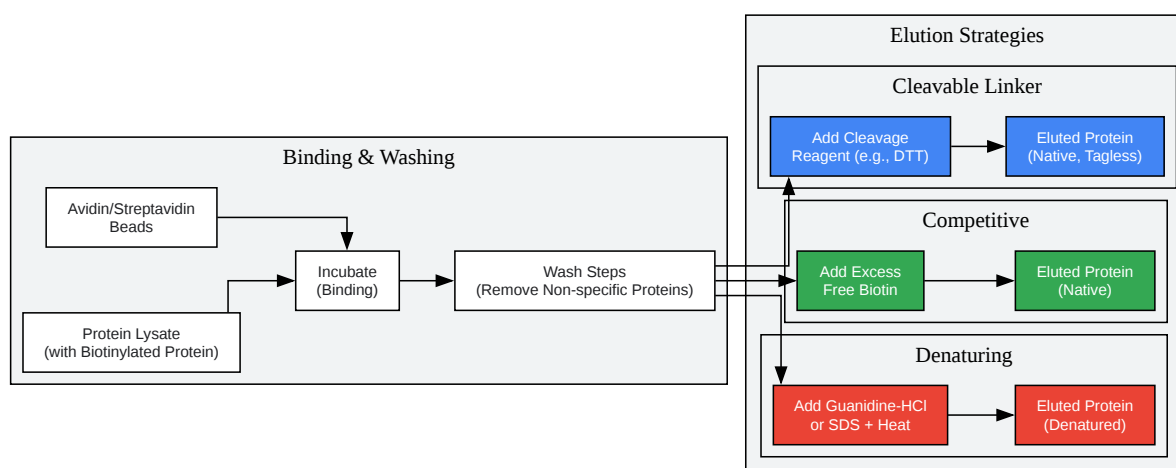 Elution Strategies
Cleavable Linker
Add Cleavage
Reagent (e.g., DTT)
Eluted Protein
(Native, Tagless)
Binding & Washing
Avidin/Streptavidin
Beads
Incubate
(Binding)
Wash Steps
(Remove Non-specific Proteins)
Protein Lysate
(with Biotinylated Protein)
Competitive
Add Excess
Free Biotin
Eluted Protein
(Native)
Denaturing
Add Guanidine-HCl
or SDS + Heat
Eluted Protein
(Denatured)